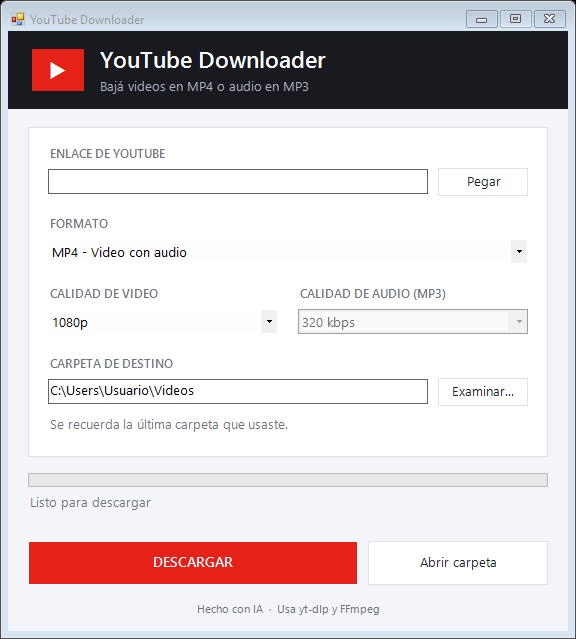 YouTube Downloader
YouTube Downloader
Bajá videos en MP4 o audio en MP3
ENLACE DE YOUTUBE
Pegar
FORMATO
MP4 - Video con audio
CALIDAD DE VIDEO
CALIDAD DE AUDIO (MP3)
1080p
320 kbps
CARPETA DE DESTINO
C:\Users\Usuario\Videos
Examinar...
Se recuerda la última carpeta que usaste.
Listo para descargar
DESCARGAR
Abrir carpeta
Hecho con IA · Usa yt-dlp y FFmpeg